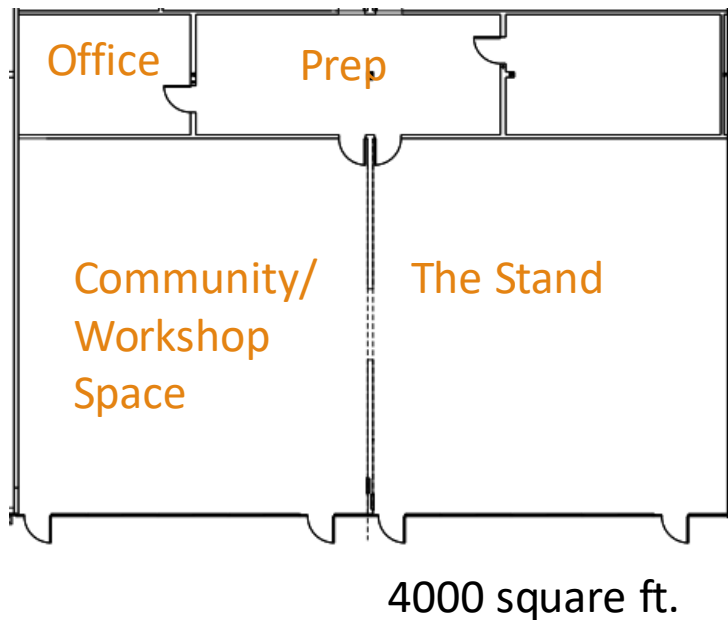 Office
Prep
Community/
Workshop
Space
The Stand
4000 square ft.